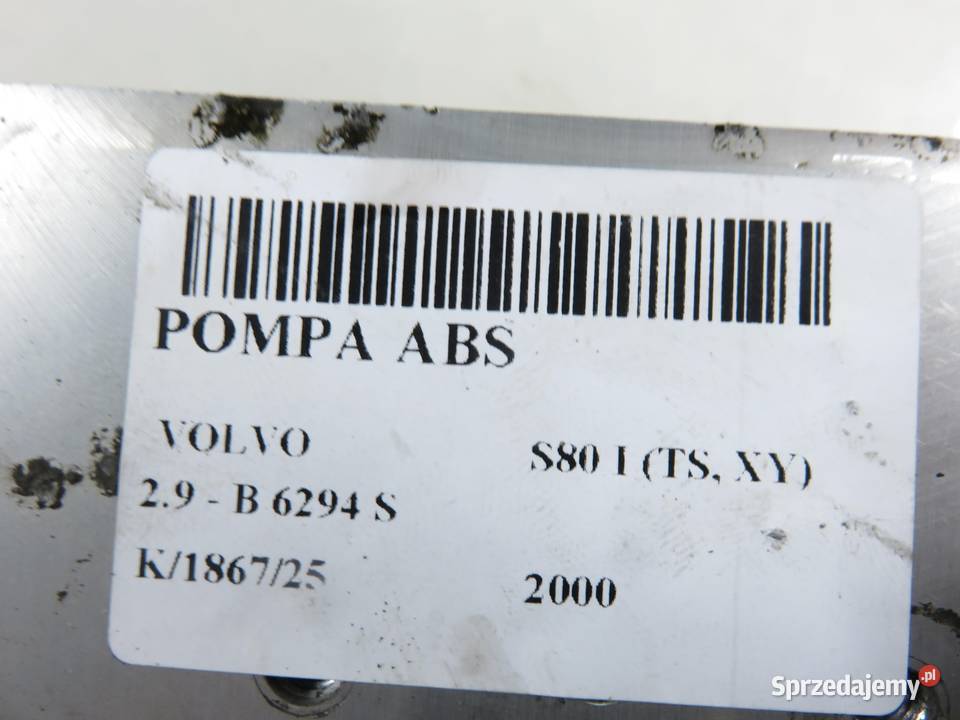 POMPA ABS
VOLVO S80 I (TS, XY)
2.9 - B 6294 S
K/1867/25 2000
Sprzedajemy.pl